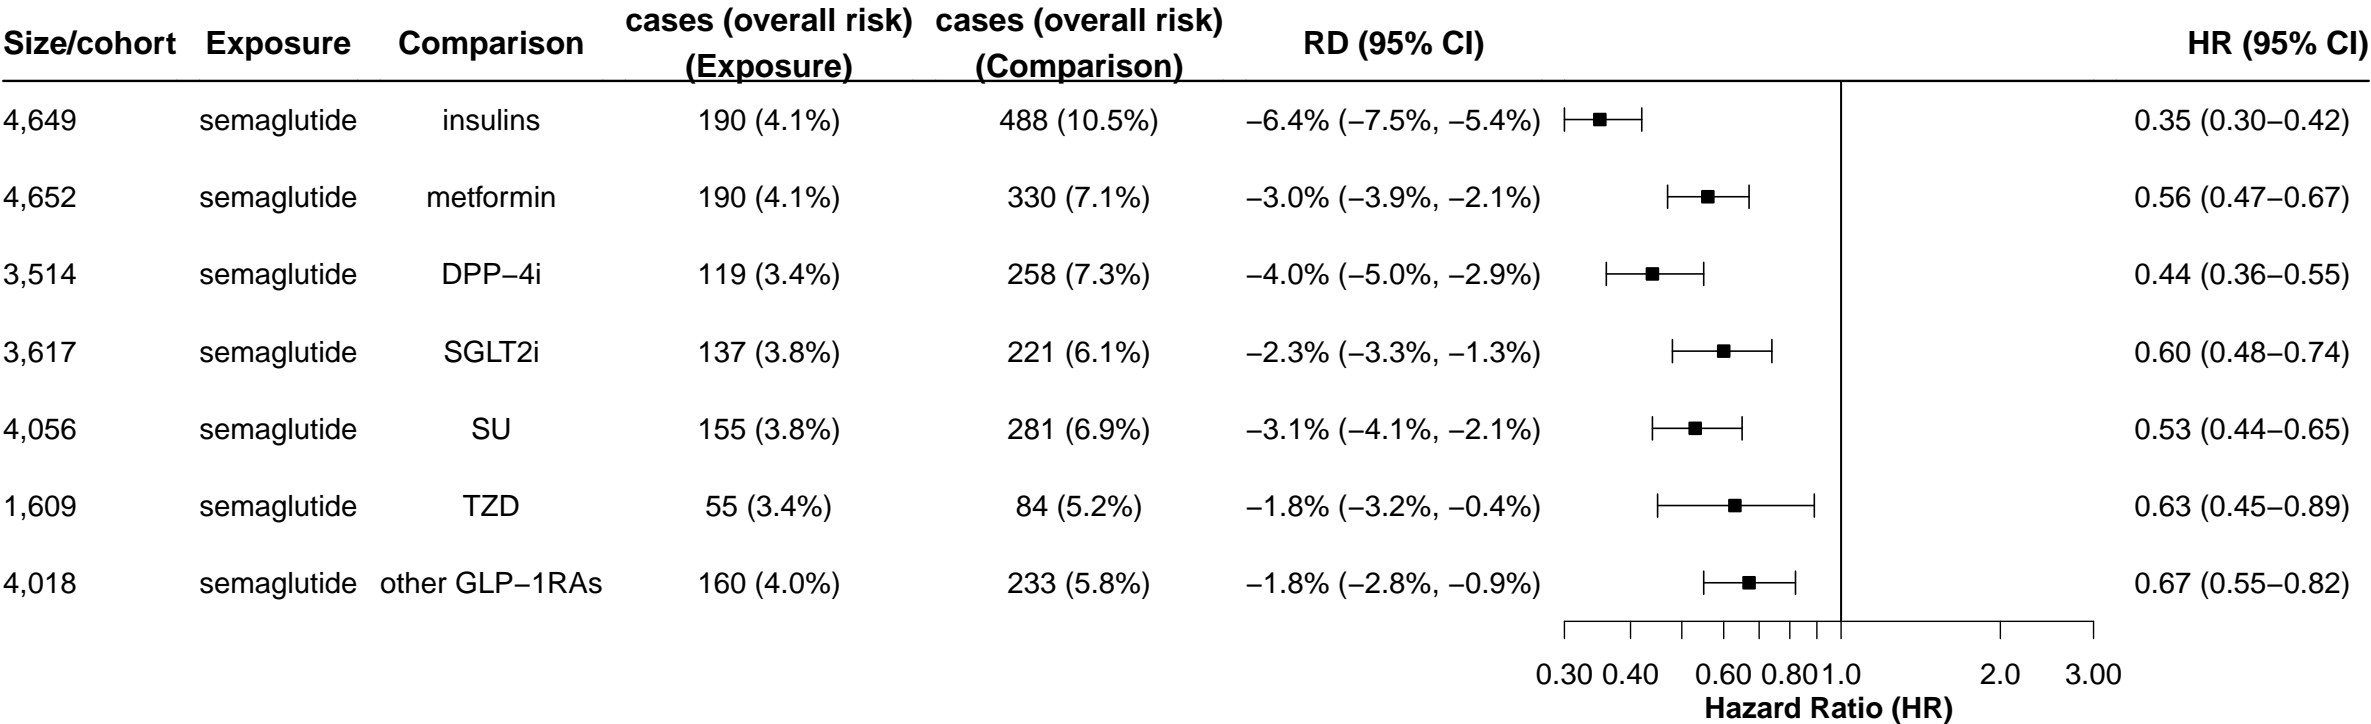 Size/cohort Exposure Comparison cases (overall risk) (Exposure) cases (overall risk) (Comparison) RD (95% CI) HR (95% CI)
4,649 semaglutide insulins 190 (4.1%) 488 (10.5%) −6.4% (−7.5%, −5.4%) 0.35 (0.30−0.42)
4,652 semaglutide metformin 190 (4.1%) 330 (7.1%) −3.0% (−3.9%, −2.1%) 0.56 (0.47−0.67)
3,514 semaglutide DPP−4i 119 (3.4%) 258 (7.3%) −4.0% (−5.0%, −2.9%) 0.44 (0.36−0.55)
3,617 semaglutide SGLT2i 137 (3.8%) 221 (6.1%) −2.3% (−3.3%, −1.3%) 0.60 (0.48−0.74)
4,056 semaglutide SU 155 (3.8%) 281 (6.9%) −3.1% (−4.1%, −2.1%) 0.53 (0.44−0.65)
1,609 semaglutide TZD 55 (3.4%) 84 (5.2%) −1.8% (−3.2%, −0.4%) 0.63 (0.45−0.89)
4,018 semaglutide other GLP−1RAs 160 (4.0%) 233 (5.8%) −1.8% (−2.8%, −0.9%) 0.67 (0.55−0.82)
0.30 0.40 0.60 0.80 1.0 2.0 3.00
Hazard Ratio (HR)